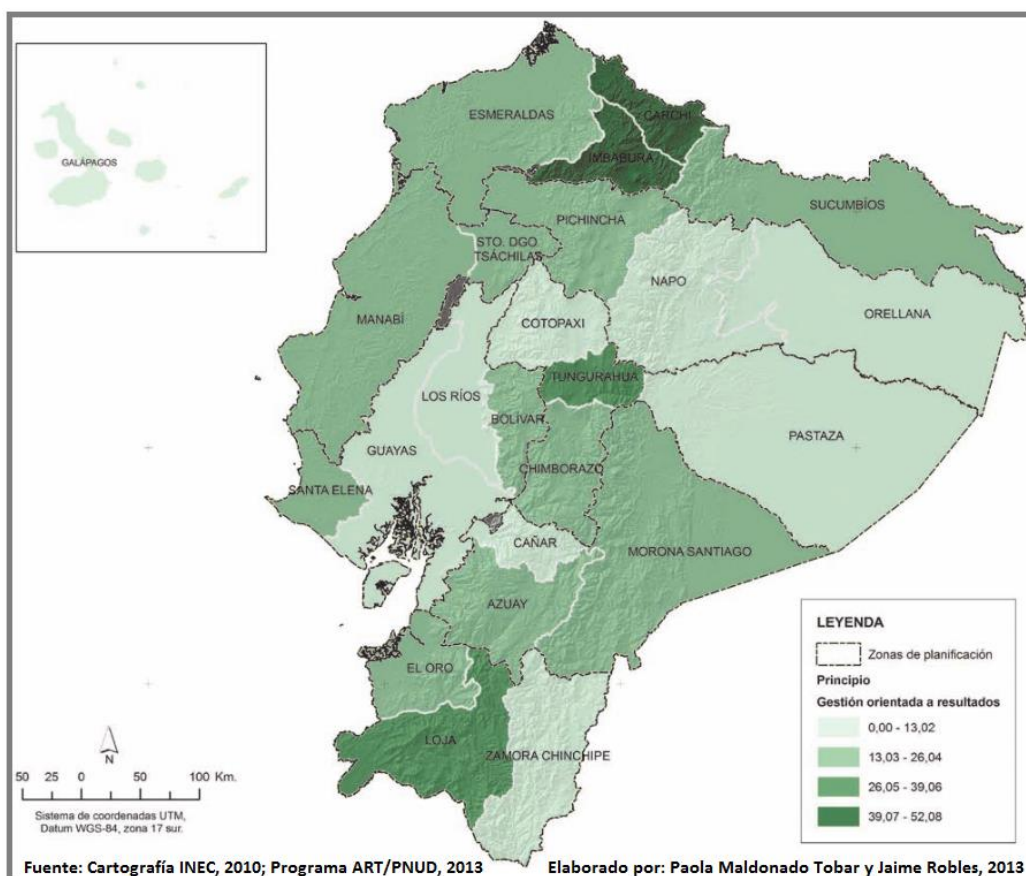 GALÁPAGOS
ESMERALDAS
CARCHI
IMBABURA
SUCUMBÍOS
PICHINCHA
STO. DGO.
TSÁCHILAS
NAPO
ORELLANA
MANABÍ
COTOPAXI
TUNGURAHUA
LOS RÍOS
BOLÍVAR
PASTAZA
GUAYAS
CHIMBORAZO
SANTA ELENA
CAÑAR
MORONA SANTIAGO
AZUAY
EL ORO
LOJA
ZAMORA CHINCHIPE
LEYENDA
Zonas de planificación
Principio
Gestión orientada a resultados
0,00 - 13,02
13,03 - 26,04
26,05 - 39,06
39,07 - 52,08
N
50 25 0 50 100 Km.
Sistema de coordenadas UTM,
Datum WGS-84, zona 17 sur.
Fuente: Cartografía INEC, 2010; Programa ART/PNUD, 2013 Elaborado por: Paola Maldonado Tobar y Jaime Robles, 2013